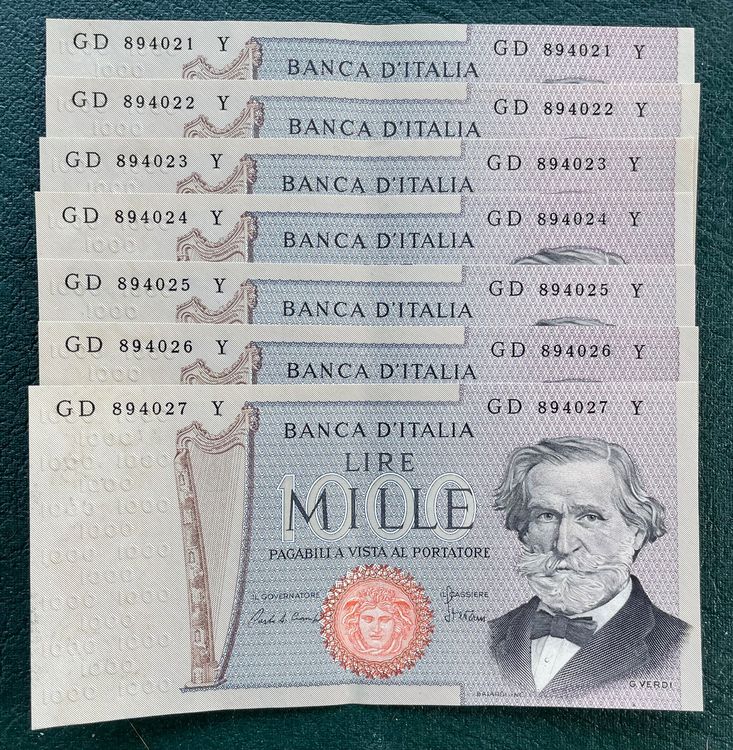 GD 894021 Y GD 894021 Y
BANCA D'ITALIA
GD 894022 Y GD 894022 Y
BANCA D'ITALIA
GD 894023 Y GD 894023 Y
BANCA D'ITALIA
GD 894024 Y GD 894024 Y
BANCA D'ITALIA
GD 894025 Y GD 894025 Y
BANCA D'ITALIA
GD 894026 Y GD 894026 Y
BANCA D'ITALIA
GD 894027 Y GD 894027 Y
BANCA D'ITALIA
LIRE
1000
MILLE
PAGABILI A VISTA AL PORTATORE
IL GOVERNATORE IL CASSIERE
G. VERDI